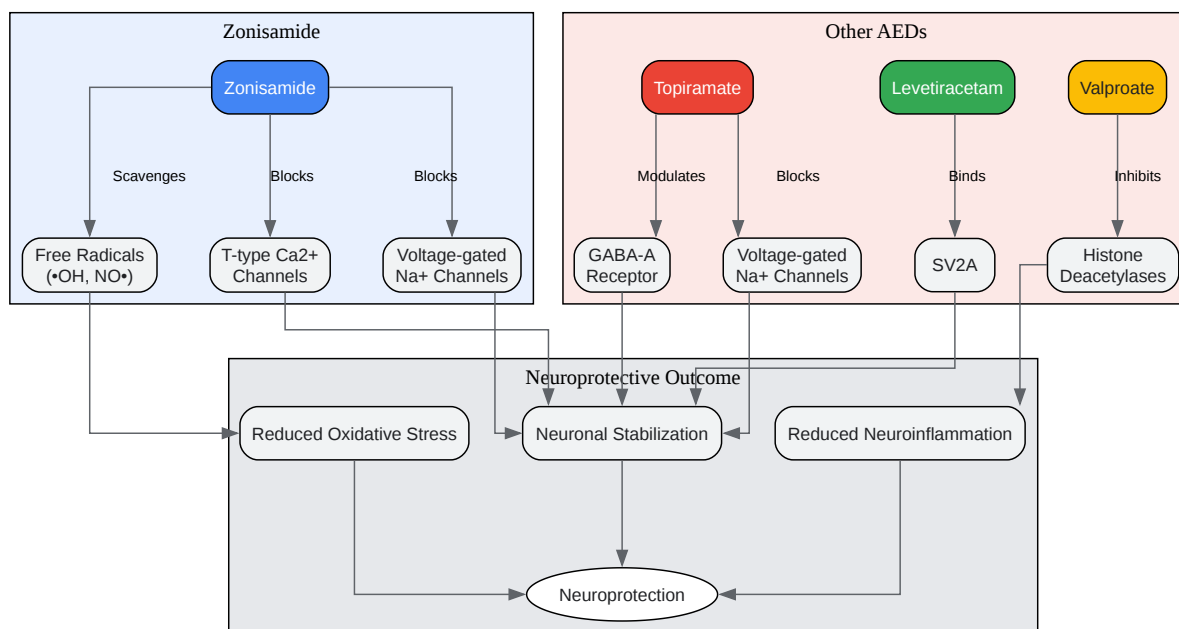 Zonisamide
Other AEDs
Zonisamide
Topiramate
Levetiracetam
Valproate
Scavenges
Blocks
Blocks
Modulates
Blocks
Binds
Inhibits
Free Radicals
(•OH, NO•)
T-type Ca2+
Channels
Voltage-gated
Na+ Channels
GABA-A
Receptor
Voltage-gated
Na+ Channels
SV2A
Histone
Deacetylases
Neuroprotective Outcome
Reduced Oxidative Stress
Neuronal Stabilization
Reduced Neuroinflammation
Neuroprotection